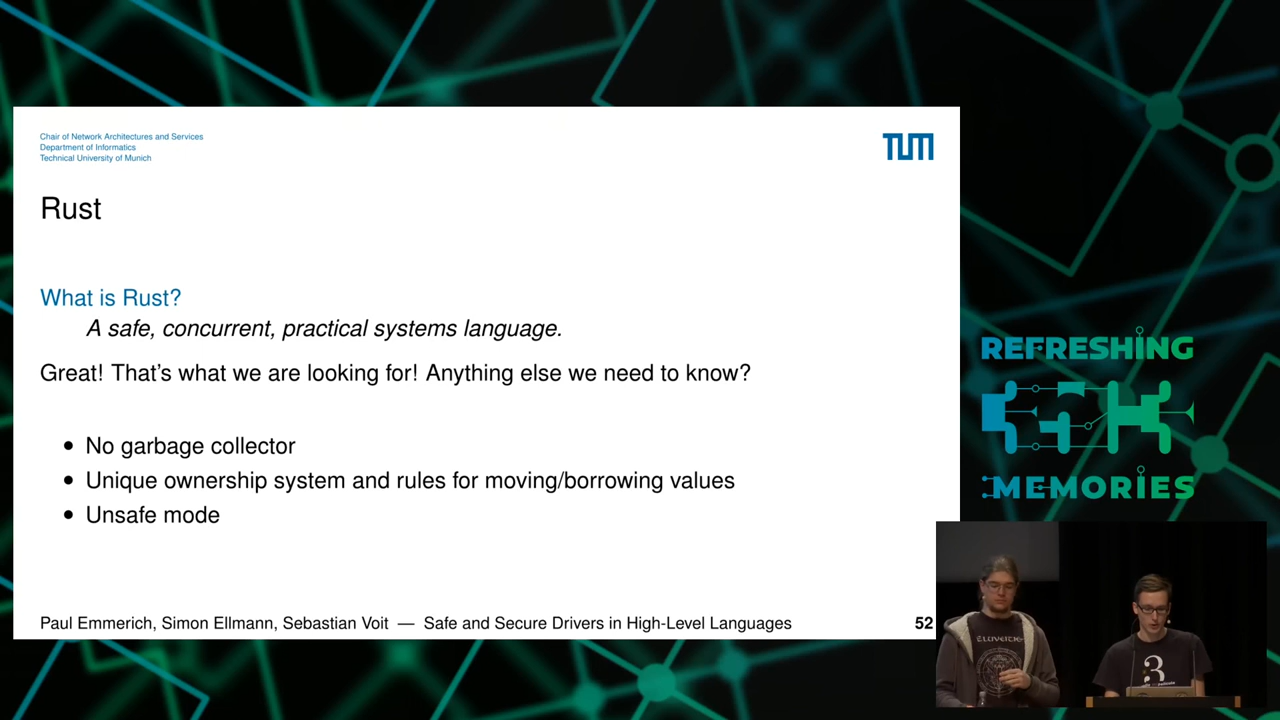 Chair of Network Architectures and Services
Department of Informatics
Technical University of Munich
TUM
Rust
What is Rust?
A safe, concurrent, practical systems language.
Great! That's what we are looking for! Anything else we need to know?
• No garbage collector
• Unique ownership system and rules for moving/borrowing values
• Unsafe mode
Paul Emmerich, Simon Ellmann, Sebastian Voit — Safe and Secure Drivers in High-Level Languages
52
REFRESHING
MEMORIES
ELUVEITIE
3